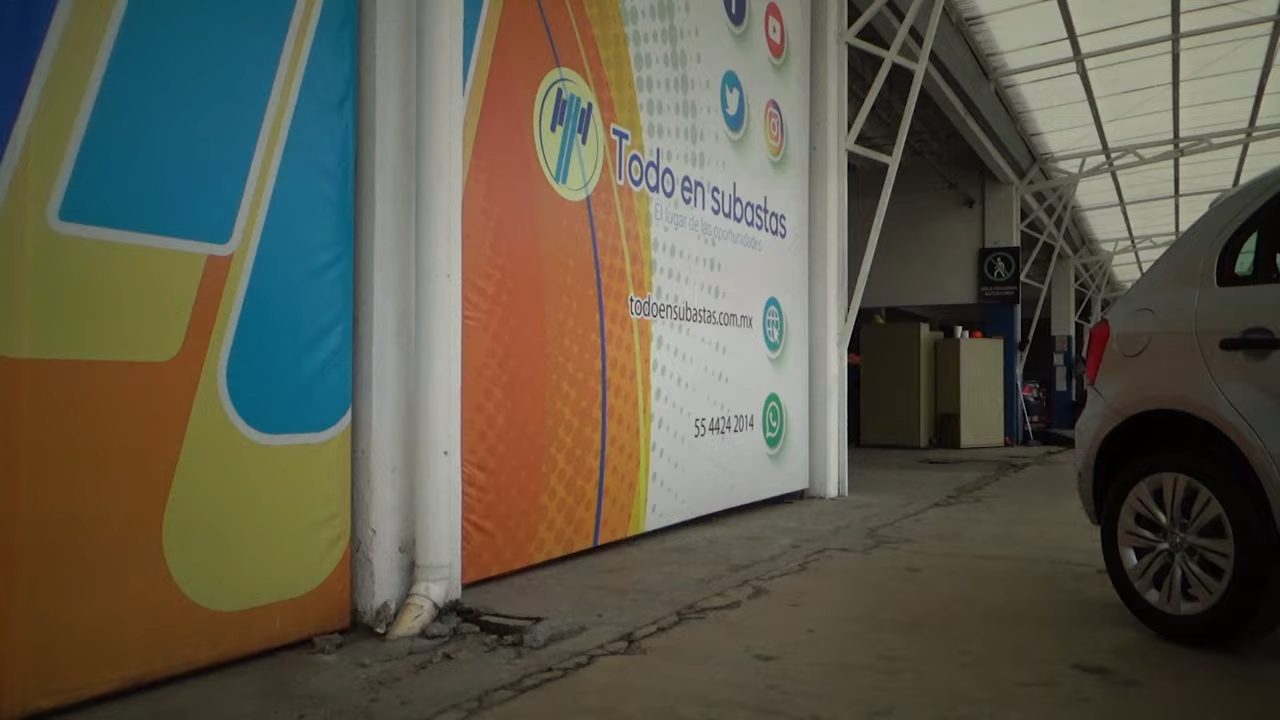 Todo en subastas
El lugar de las oportunidades
todoensubastas.com.mx
55 4424 2014